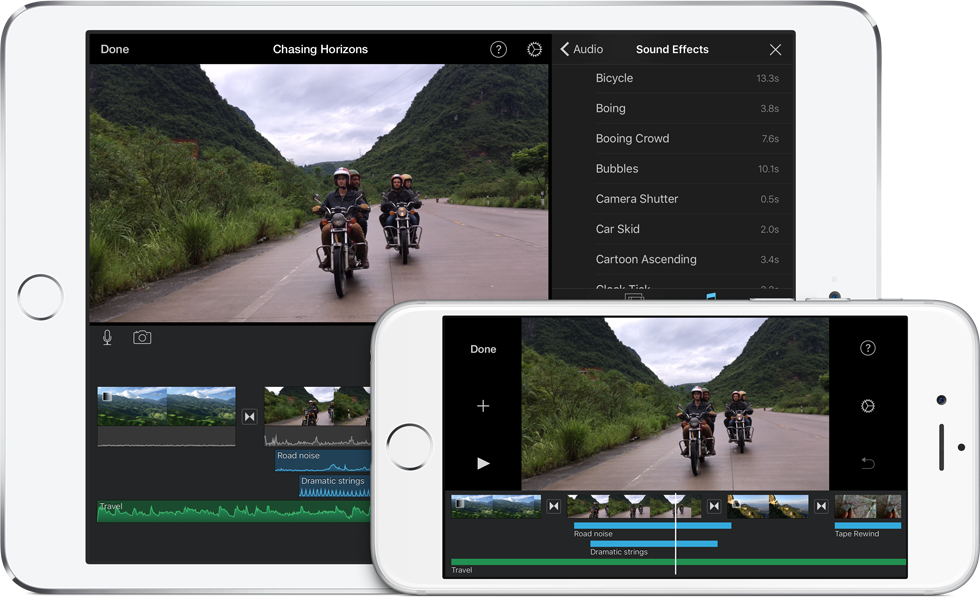 Done
Chasing Horizons
?
Audio
Sound Effects
Bicycle 13.3s
Boing 3.8s
Booing Crowd 7.6s
Bubbles 10.1s
Camera Shutter 0.5s
Car Skid 2.0s
Cartoon Ascending 3.4s
Clock Tick
Road noise
Dramatic strings
Travel
Done
?
Road noise
Tape Rewind
Dramatic strings
Travel